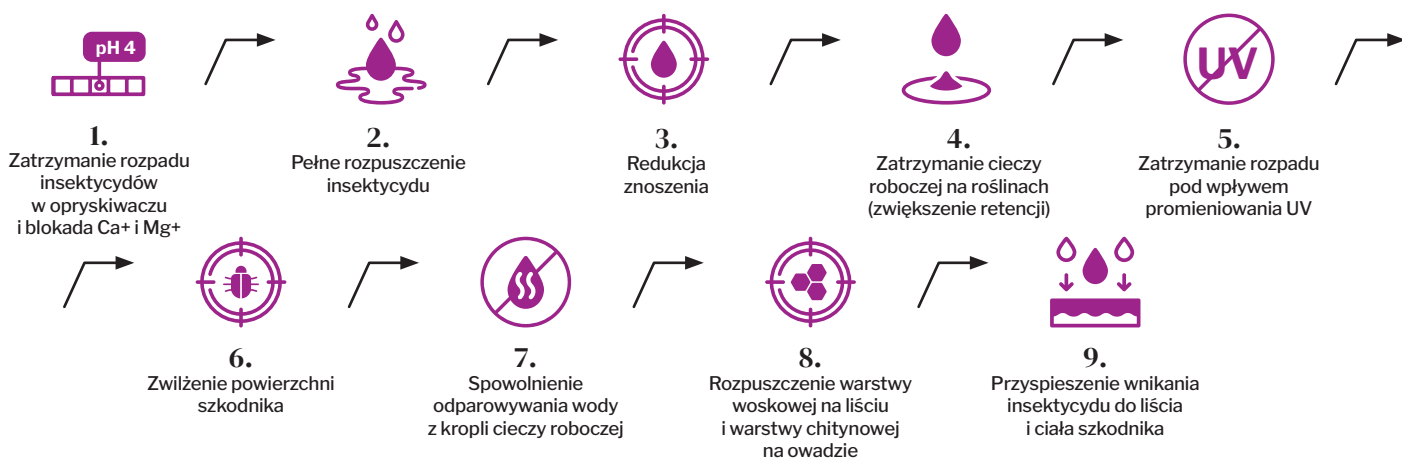 pH 4
1.
Zatrzymanie rozpadu
insektycydów
w opryskiwaczu
i blokada Ca+ i Mg+
2.
Pełne rozpuszczenie
insektycydu
3.
Redukcja
znoszenia
4.
Zatrzymanie cieczy
roboczej na roślinach
(zwiększenie retencji)
UV
5.
Zatrzymanie rozpadu
pod wpływem
promieniowania UV
6.
Zwilżenie powierzchni
szkodnika
7.
Spowolnienie
odparowywania wody
z kropli cieczy roboczej
8.
Rozpuszczenie warstwy
woskowej na liściu
i warstwy chitynowej
na owadzie
9.
Przyspieszenie wnikania
insektycydu do liścia
i ciała szkodnika